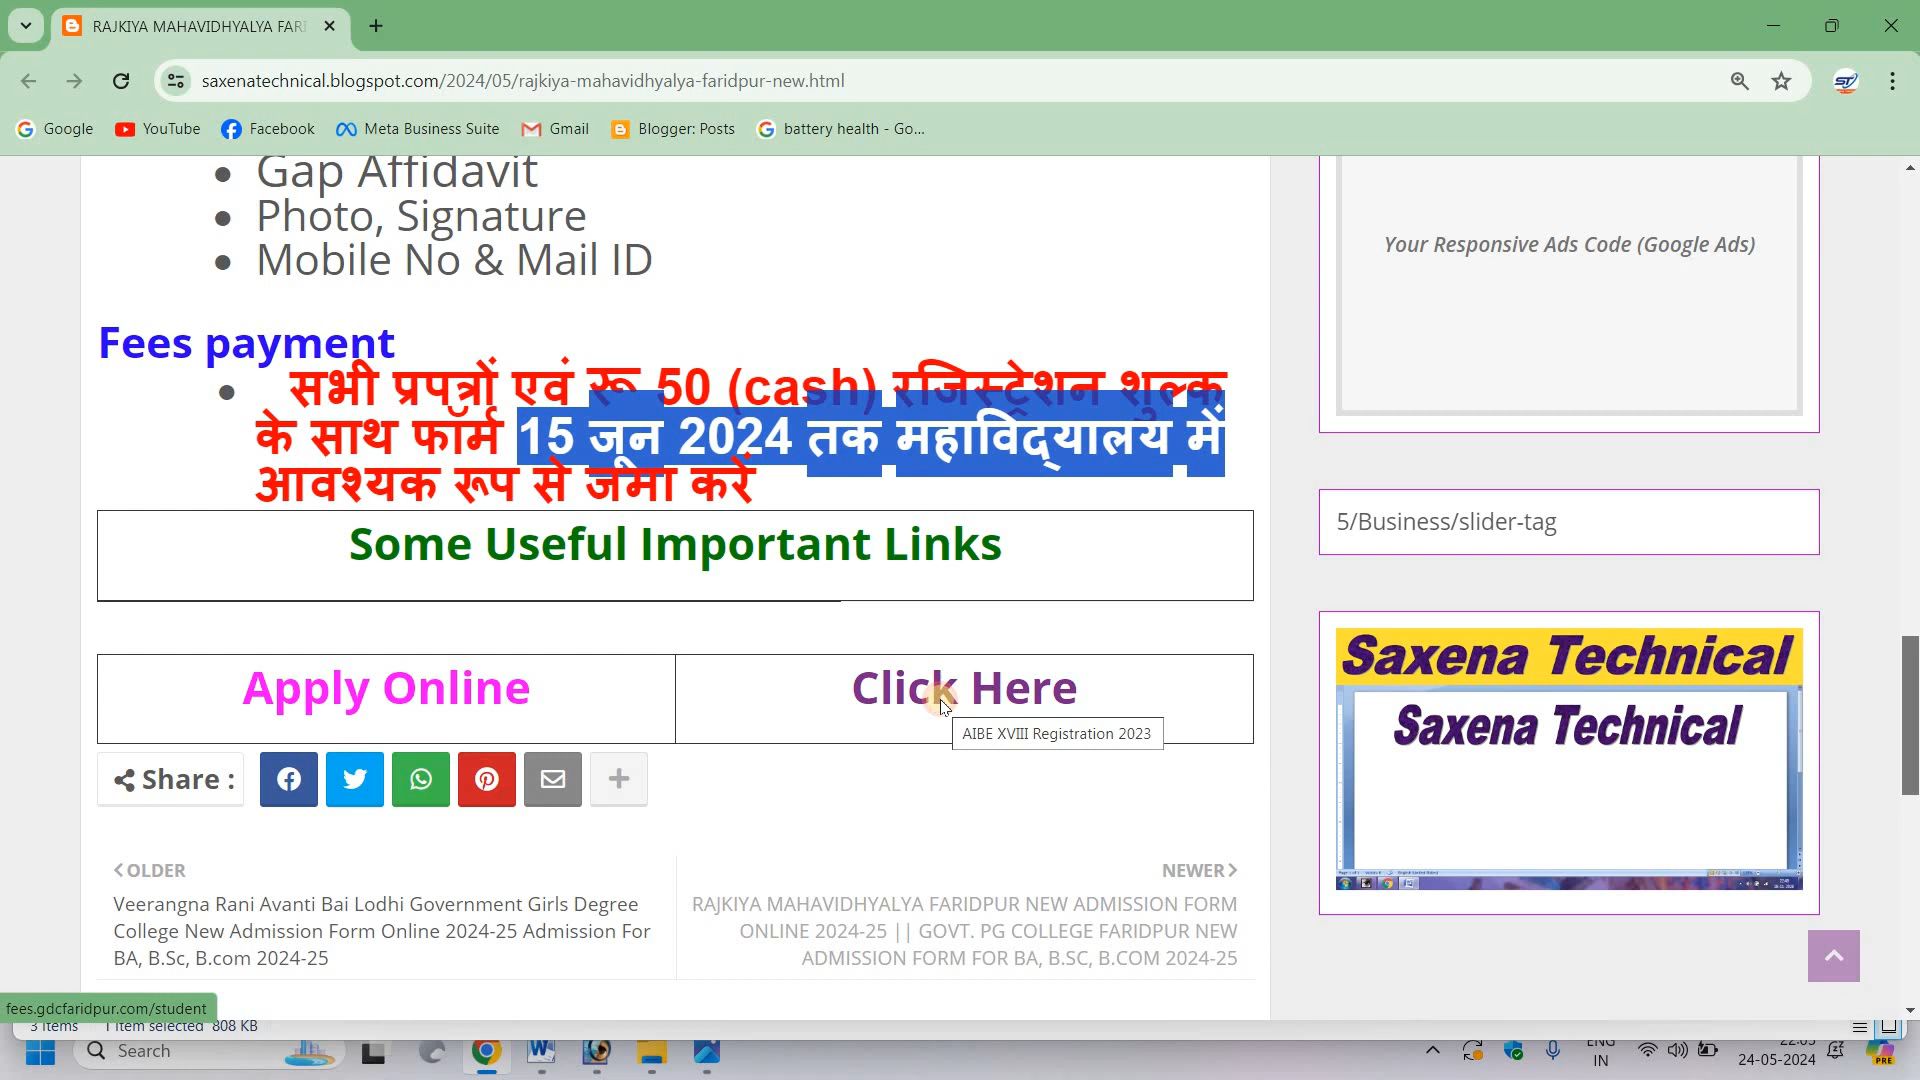 RAJKIYA MAHAVIDHYALYA FARI
saxenatechnical.blogspot.com/2024/05/rajkiya-mahavidhyalya-faridpur-new.html
Google
YouTube
Facebook
Meta Business Suite
Gmail
Blogger: Posts
battery health - Go...
Gap Affidavit
Photo, Signature
Mobile No & Mail ID
Fees payment
सभी प्रपत्रों एवं रू 50 (cash) रजिस्ट्रेशन शुल्क
के साथ फॉर्म 15 जून 2024 तक महाविद्यालय में
आवश्यक रूप से जमा करें
Some Useful Important Links
Apply Online
Click Here
AIBE XVIII Registration 2023
Share :
OLDER
Veerangna Rani Avanti Bai Lodhi Government Girls Degree
College New Admission Form Online 2024-25 Admission For
BA, B.Sc, B.com 2024-25
NEWER
RAJKIYA MAHAVIDHYALYA FARIDPUR NEW ADMISSION FORM
ONLINE 2024-25 || GOVT. PG COLLEGE FARIDPUR NEW
ADMISSION FORM FOR BA, B.SC, B.COM 2024-25
Your Responsive Ads Code (Google Ads)
5/Business/slider-tag
Saxena Technical
Saxena Technical
fees.gdcfaridpur.com/student
3 items 1 item selected 808 KB
Search
ENG
IN
22:05
24-05-2024
PRE